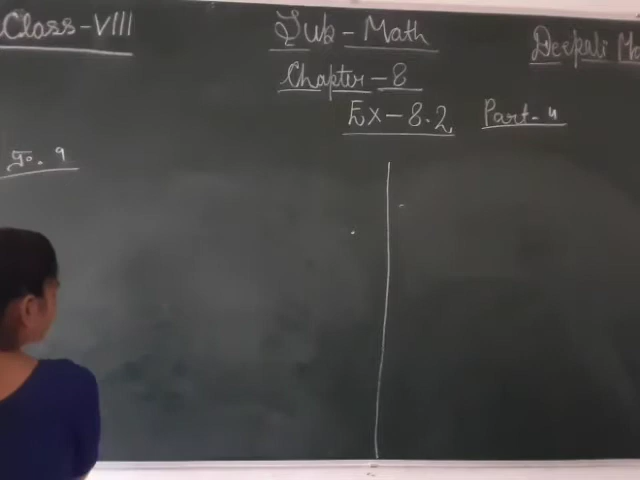 Class-VIII
Sub-Math
Deepali
Chapter-8
Ex-8.2 Part-4